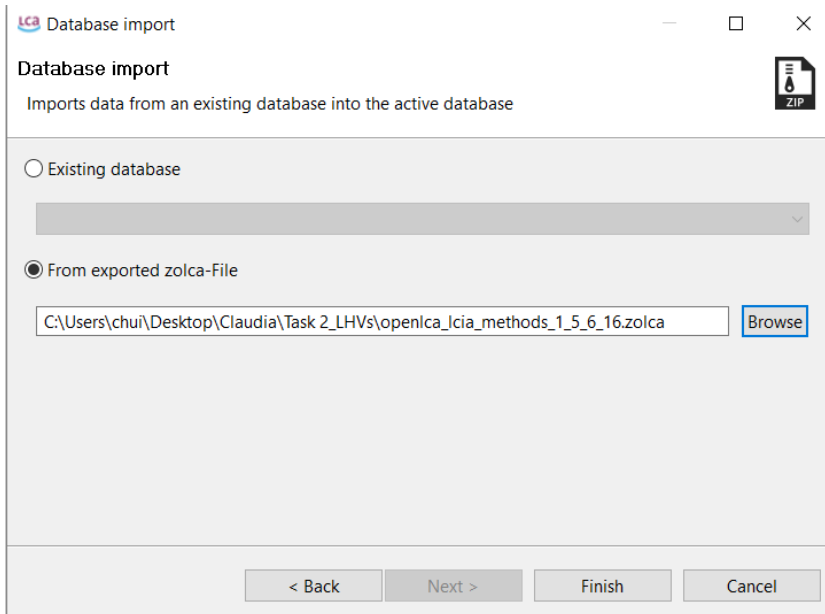 LCA Database import
Database import
Imports data from an existing database into the active database
ZIP
Existing database
From exported zolca-File
C:\Users\chui\Desktop\Claudia\Task 2_LHVs\openlca_lcia_methods_1_5_6_16.zolca
Browse
< Back
Next >
Finish
Cancel